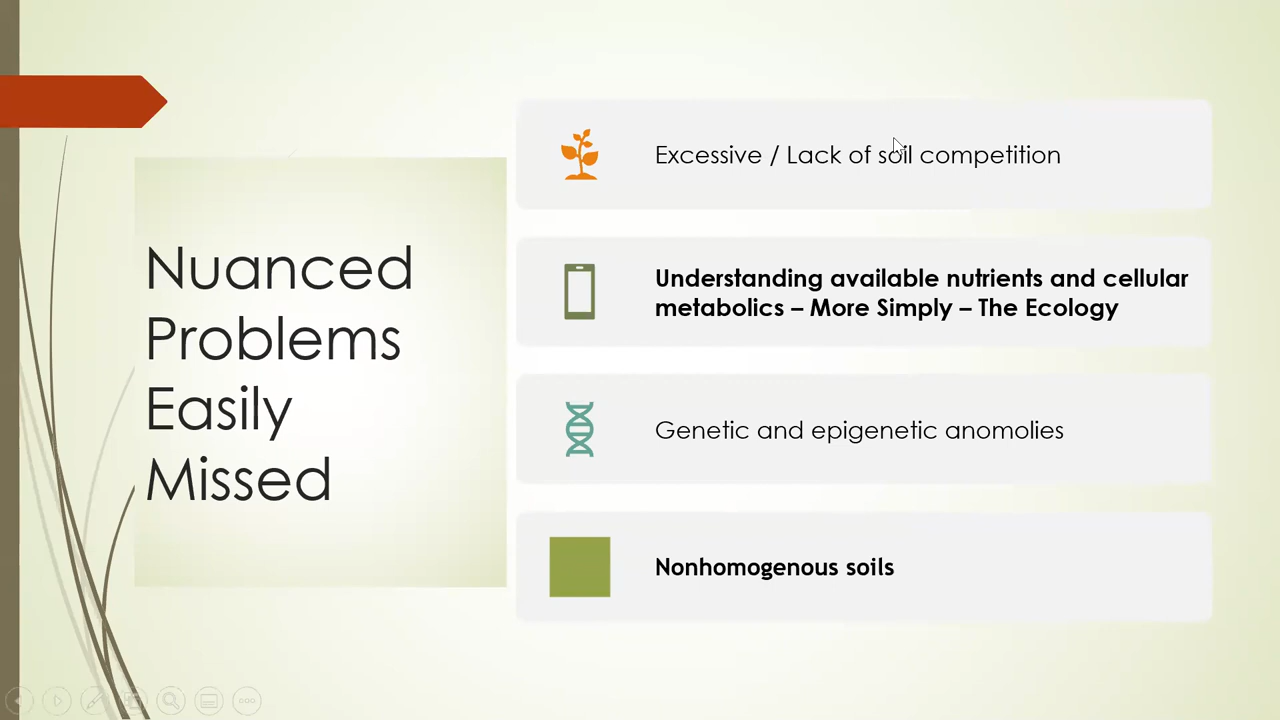 Nuanced
Problems
Easily
Missed
Excessive / Lack of soil competition
Understanding available nutrients and cellular
metabolics – More Simply – The Ecology
Genetic and epigenetic anomolies
Nonhomogenous soils